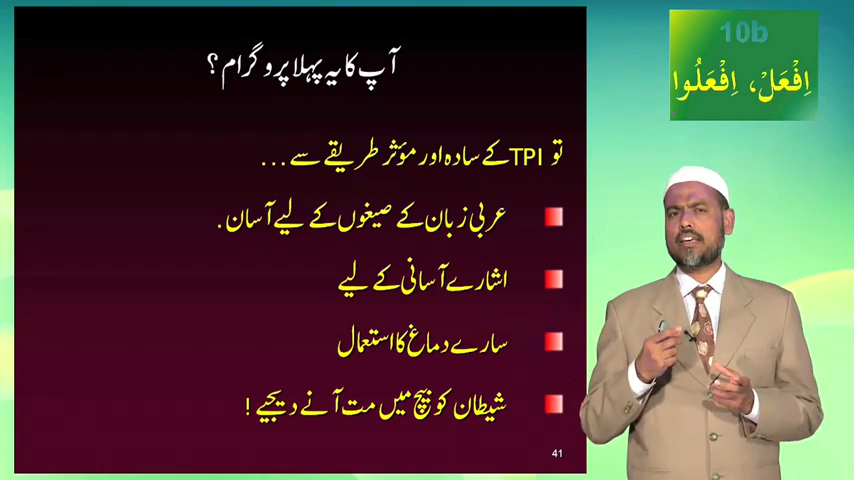 آپ کا یہ پہلا پروگرام؟
تو TPI کے سادہ اور مؤثر طریقے سے...
عربی زبان کے صیغوں کے لیے آسان.
اشارے آسانی کے لیے
سارے دماغ کا استعمال
شیطان کو بیچ میں مت آنے دیجیے!
41
10b
اِفْعَلْ، اِفْعَلُوا